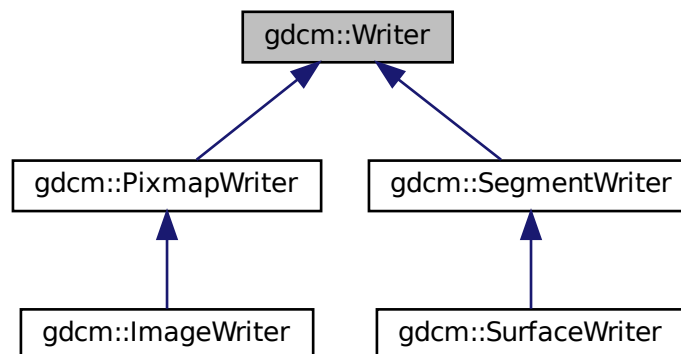 gdcm::Writer
gdcm::PixmapWriter
gdcm::SegmentWriter
gdcm::ImageWriter
gdcm::SurfaceWriter